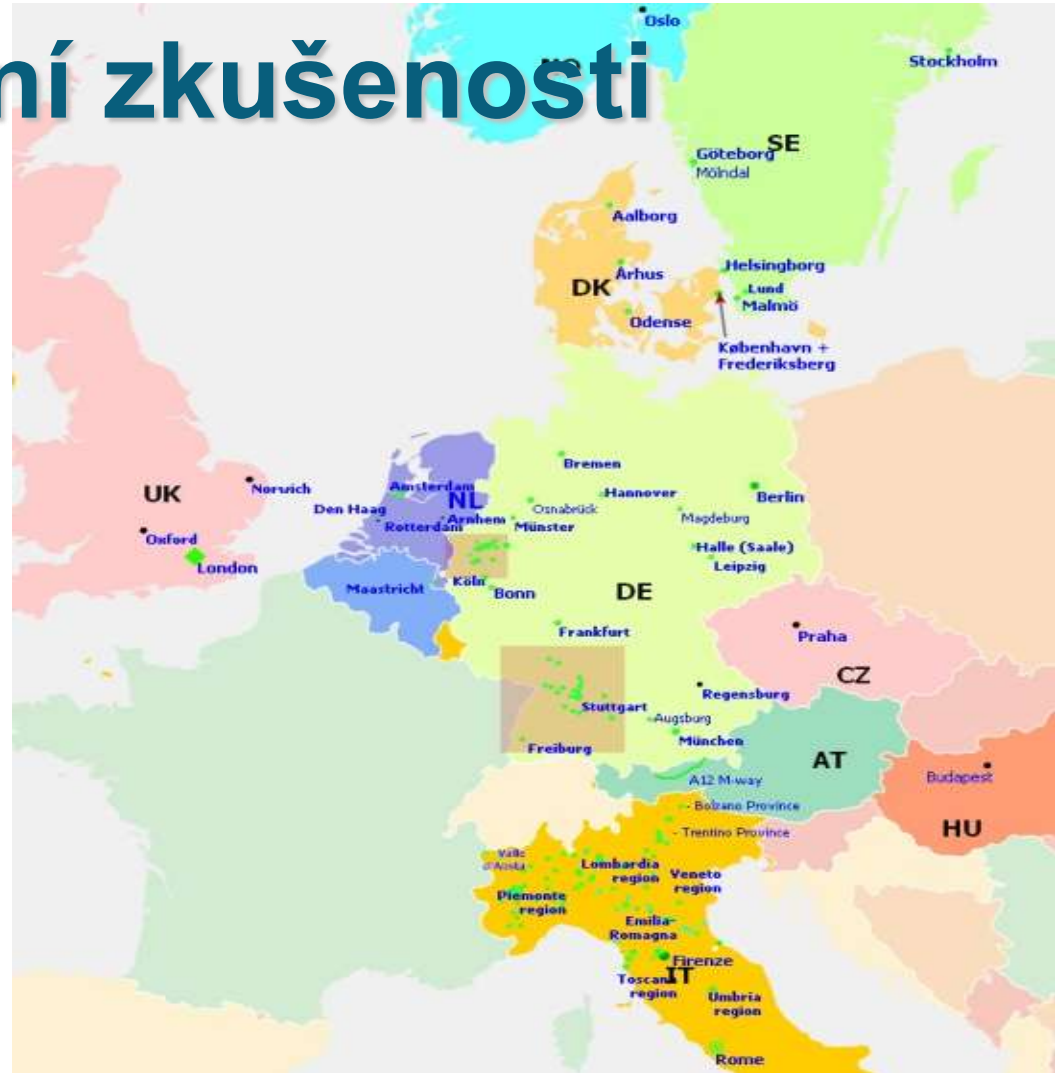 ní zkušenosti
Oslo
Stockholm
SE
Göteborg
Mölndal
Aalborg
Århus
DK
Helsingborg
Lund
Malmö
Odense
København +
Frederiksberg
Bremen
UK
Norwich
Amsterdam
NL
Hannover
Berlin
Den Haag
Osnabrück
Rotterdam
Arnhem
Münster
Magdeburg
Oxford
Halle (Saale)
London
Leipzig
Köln
Maastricht
Bonn
DE
Frankfurt
Praha
CZ
Regensburg
Stuttgart
Augsburg
Freiburg
München
AT
A12 M-way
Budapest
HU
- Bolzano Province
- Trentino Province
Valle
d'Aosta
Lombardia
region
Veneto
region
Piemonte
region
Emilia-
Romagna
Firenze
IT
Toscana
region
Umbria
region
Rome